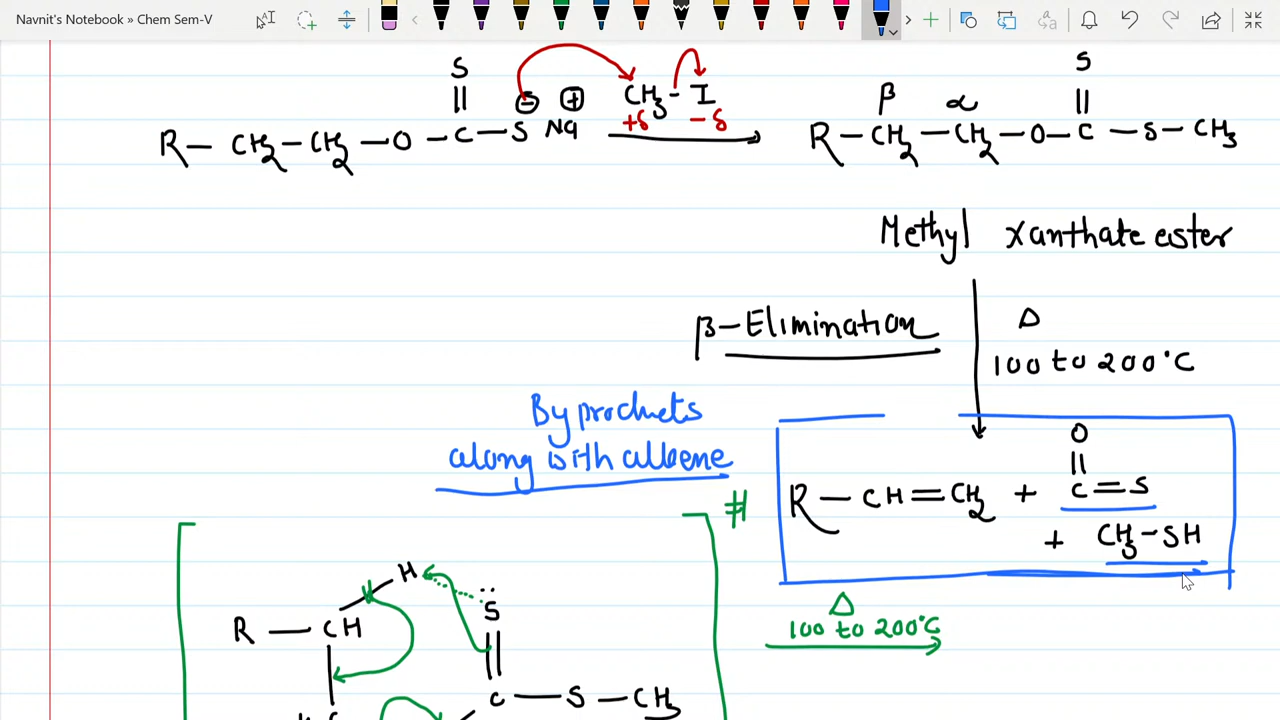 Navnit's Notebook » Chem Sem-V
S
||
R — CH2 — CH2 — O — C — S ⊖ Na ⊕
CH3 - I
+δ -δ
S
||
β α
R — CH2 — CH2 — O — C — S — CH3
Methyl xanthate ester
β-Elimination
Δ
100 to 200°C
By products
along with alkene
O
||
R — CH = CH2 + C = S
+ CH3 - SH
#
Δ
100 to 200°C
H
S
R — CH
||
C — S — CH3